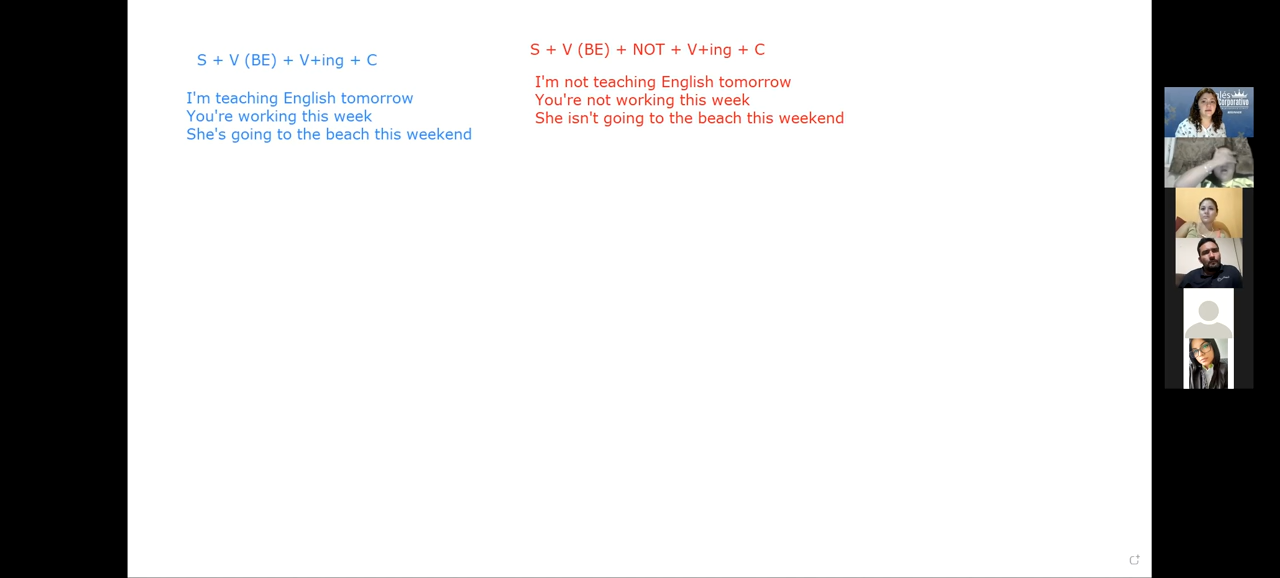 S + V (BE) + V+ing + C
I'm teaching English tomorrow
You're working this week
She's going to the beach this weekend
S + V (BE) + NOT + V+ing + C
I'm not teaching English tomorrow
You're not working this week
She isn't going to the beach this weekend
lés
Corporativo